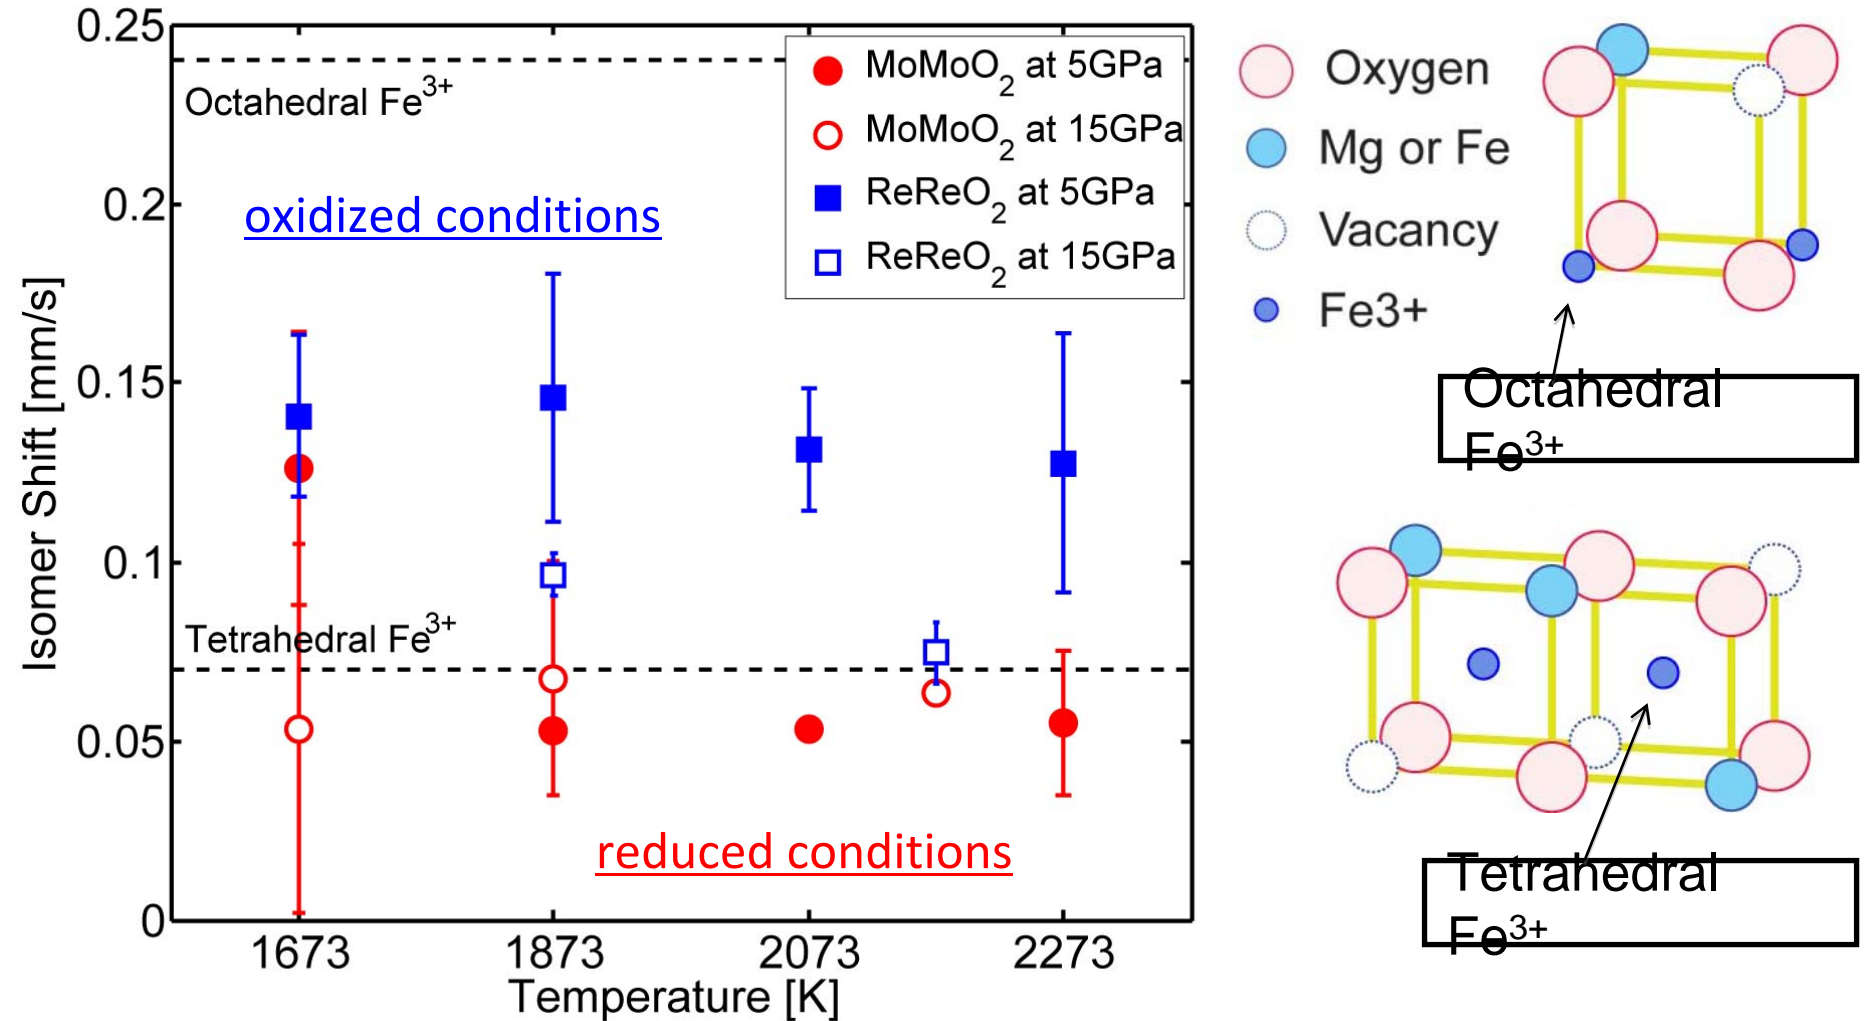 0.25
0.2
0.15
0.1
0.05
0
Isomer Shift [mm/s]
1673 1873 2073 2273
Temperature [K]
Octahedral Fe3+
oxidized conditions
Tetrahedral Fe3+
reduced conditions
MoMoO2 at 5GPa
MoMoO2 at 15GPa
ReReO2 at 5GPa
ReReO2 at 15GPa
Oxygen
Mg or Fe
Vacancy
Fe3+
Octahedral
Fe3+
Tetrahedral
Fe3+